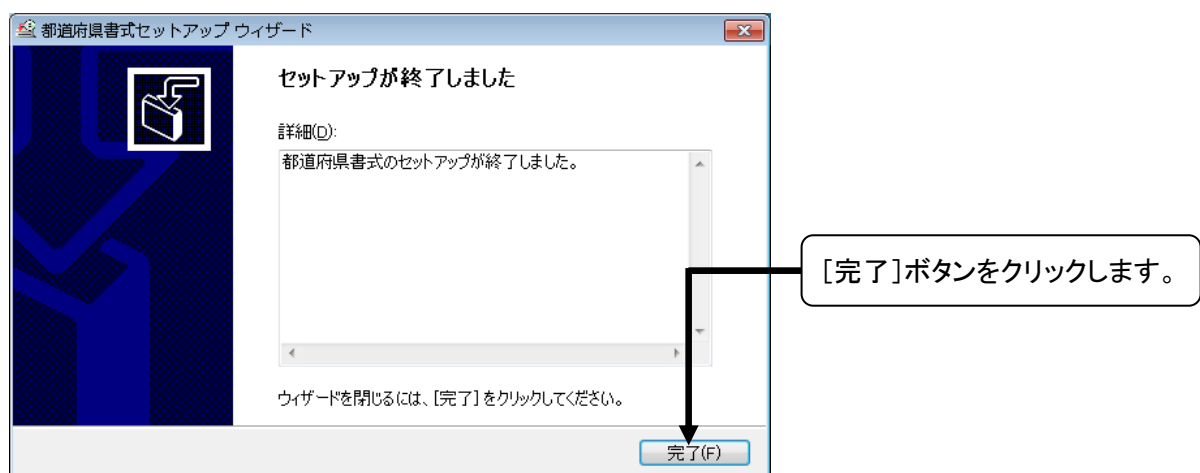 都道府県書式セットアップ ウィザード
セットアップが終了しました
詳細(D):
都道府県書式のセットアップが終了しました。
[完了]ボタンをクリックします。
ウィザードを閉じるには、[完了] をクリックしてください。
完了(F)